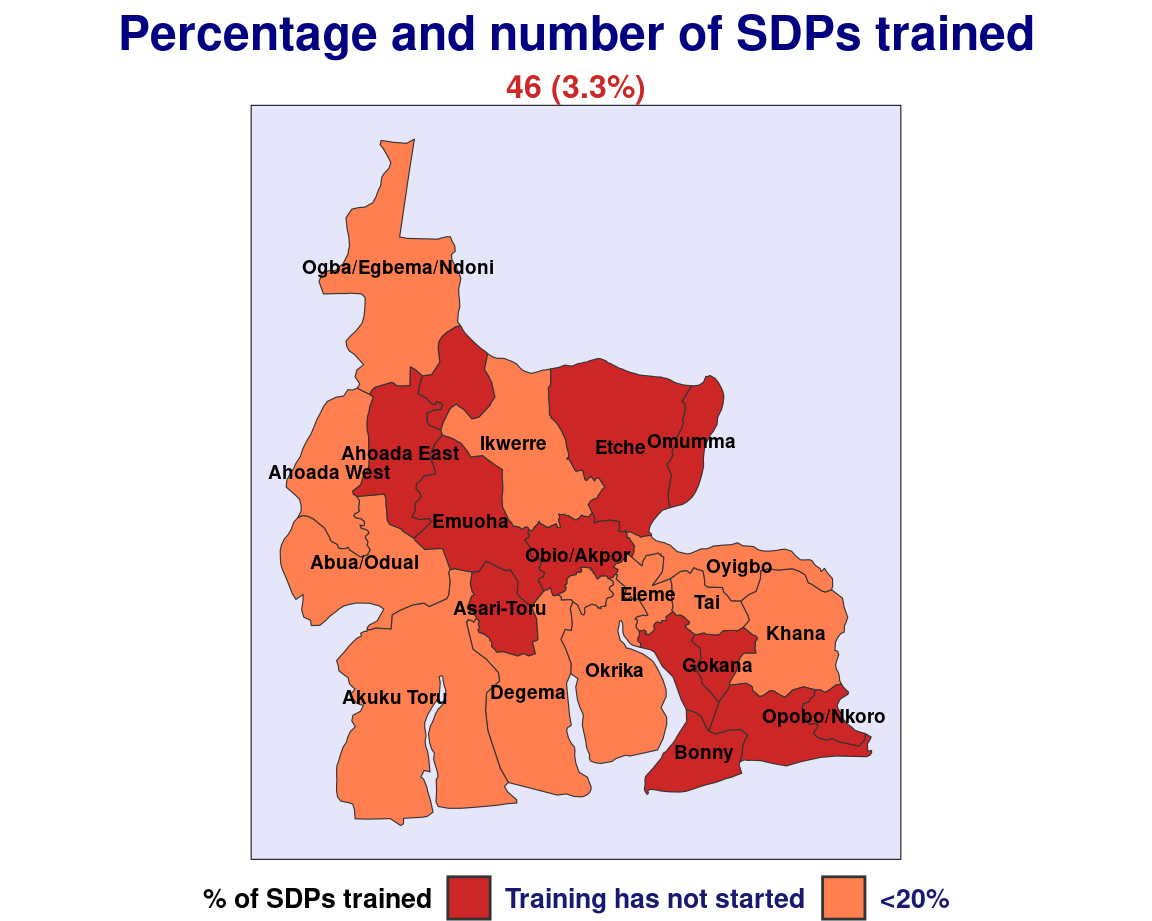 Percentage and number of SDPs trained
46 (3.3%)
Ogba/Egbema/Ndoni
Ikwerre
Etche
Omumma
Ahoada East
Ahoada West
Emuoha
Obio/Akpor
Abua/Odual
Oyigbo
Eleme
Tai
Asari-Toru
Khana
Gokana
Okrika
Degema
Akuku Toru
Opobo/Nkoro
Bonny
% of SDPs trained Training has not started <20%